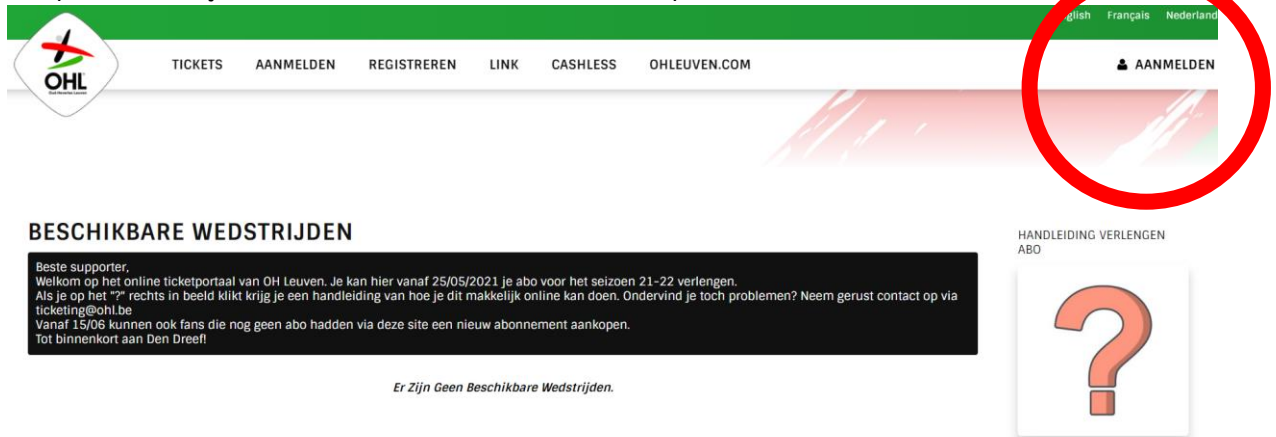 Français Nederland
OHL
TICKETS AANMELDEN REGISTREREN LINK CASHLESS OHLEUVEN.COM AANMELDEN
BESCHIKBARE WEDSTRIJDEN
Beste supporter,
Welkom op het online ticketportaal van OH Leuven. Je kan hier vanaf 25/05/2021 je abo voor het seizoen 21-22 verlengen.
Als je op het "?" rechts in beeld klikt krijg je een handleiding van hoe je dit makkelijk online kan doen. Ondervind je toch problemen? Neem gerust contact op via
ticketing@ohl.be
Vanaf 15/06 kunnen ook fans die nog geen abo hadden via deze site een nieuw abonnement aankopen.
Tot binnenkort aan Den Dreef!
Er Zijn Geen Beschikbare Wedstrijden.
HANDLEIDING VERLENGEN
ABO
?